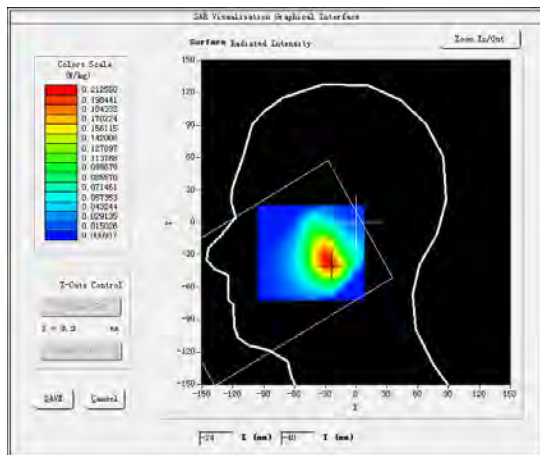 SAR Visualisation Graphical Interface
Surface Radiated Intensity
Zoom In/Out
Colors Scale
(W/kg)
0.212550
0.198441
0.184332
0.170224
0.156115
0.142006
0.127897
0.113788
0.099679
0.085570
0.071461
0.057353
0.043244
0.029135
0.015026
0.000917
150
120
90
60
30
0
-30
-60
-90
-120
-150
-150 -120 -90 -60 -30 0 30 60 90 120 150
X
Z-Cuts Control
SAVE Cancel
-24 X (mm) -40 Y (mm)